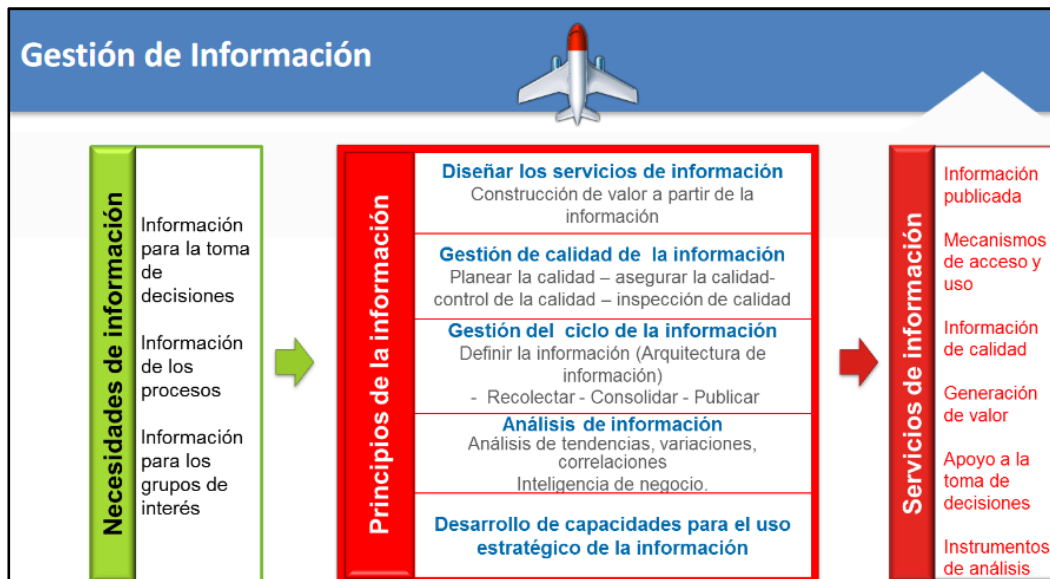 Gestión de Información
Necesidades de información
Información
para la toma
de
decisiones
Información
de los
procesos
Información
para los
grupos de
interés
Principios de la información
Diseñar los servicios de información
Construcción de valor a partir de la
información
Gestión de calidad de la información
Planear la calidad – asegurar la calidad-
control de la calidad – inspección de calidad
Gestión del ciclo de la información
Definir la información (Arquitectura de
información)
- Recolectar - Consolidar - Publicar
Análisis de información
Análisis de tendencias, variaciones,
correlaciones
Inteligencia de negocio.
Desarrollo de capacidades para el uso
estratégico de la información
Servicios de información
Información
publicada
Mecanismos
de acceso y
uso
Información
de calidad
Generación
de valor
Apoyo a la
toma de
decisiones
Instrumentos
de análisis